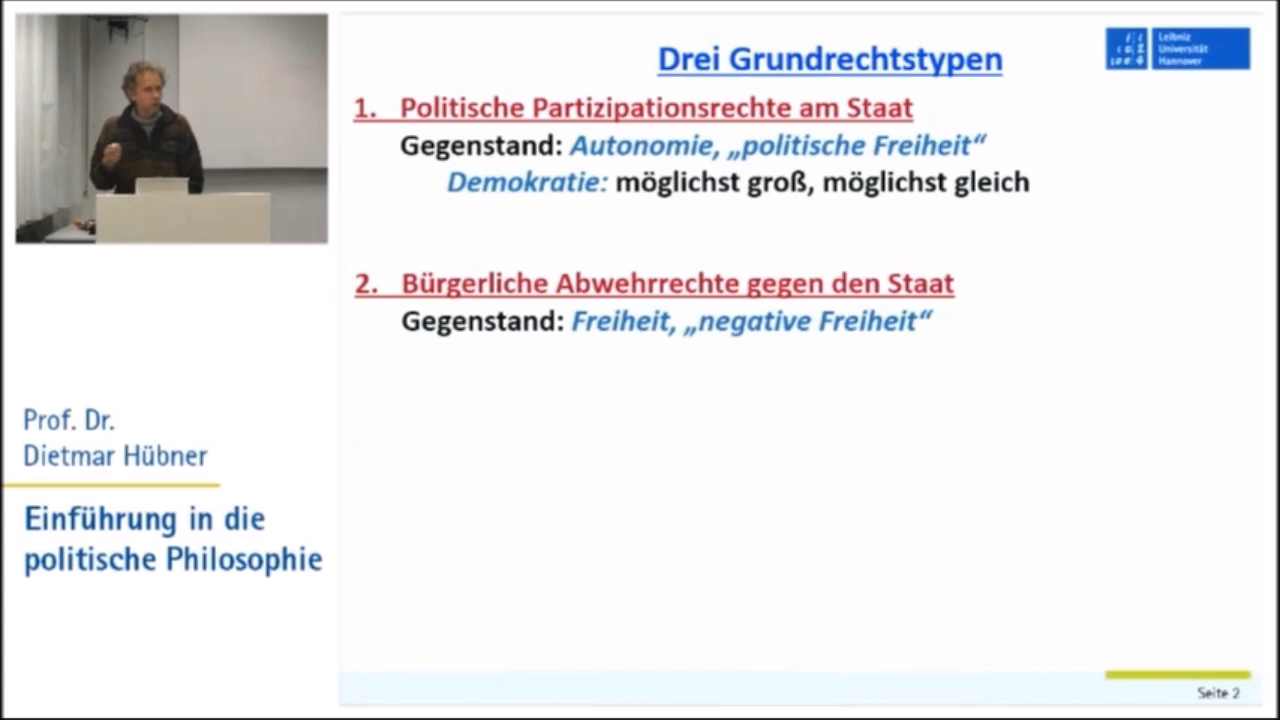 Drei Grundrechtstypen
Leibniz
Universität
Hannover
1. Politische Partizipationsrechte am Staat
Gegenstand: Autonomie, „politische Freiheit“
Demokratie: möglichst groß, möglichst gleich
2. Bürgerliche Abwehrrechte gegen den Staat
Gegenstand: Freiheit, „negative Freiheit“
Prof. Dr.
Dietmar Hübner
Einführung in die
politische Philosophie
Seite 2